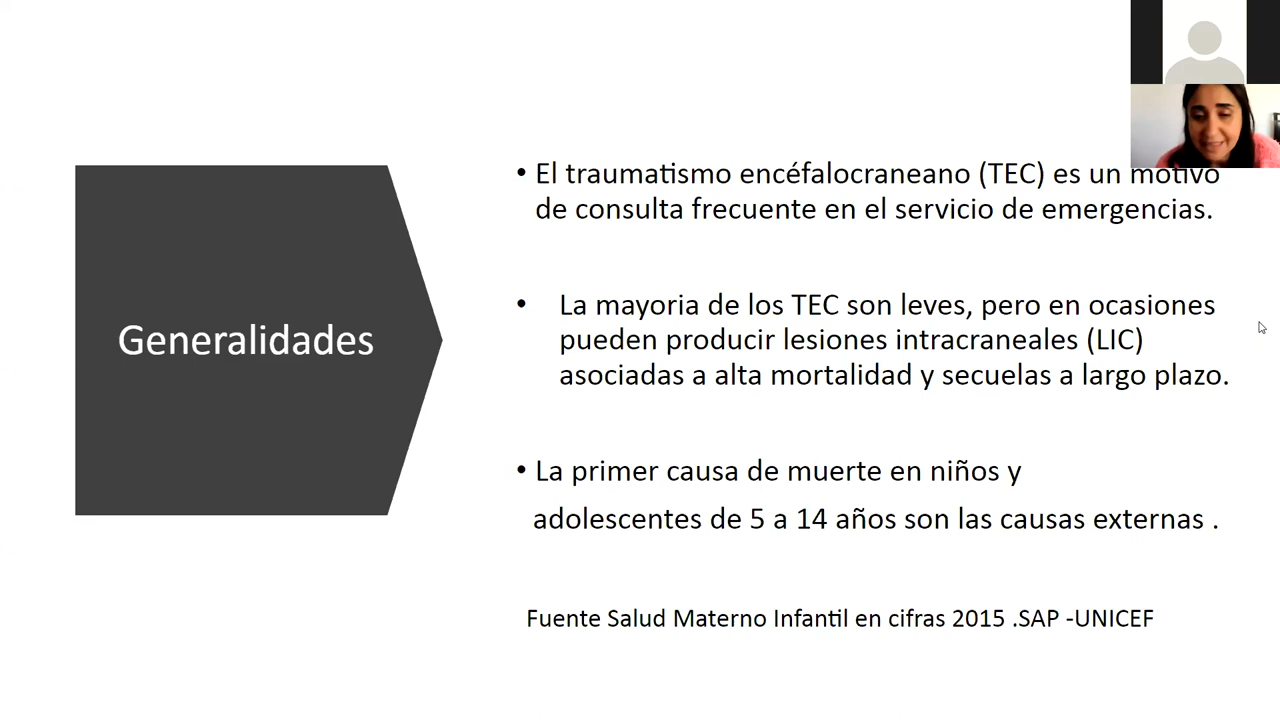 Generalidades
• El traumatismo encéfalocraneano (TEC) es un motivo
de consulta frecuente en el servicio de emergencias.
• La mayoria de los TEC son leves, pero en ocasiones
pueden producir lesiones intracraneales (LIC)
asociadas a alta mortalidad y secuelas a largo plazo.
• La primer causa de muerte en niños y
adolescentes de 5 a 14 años son las causas externas .
Fuente Salud Materno Infantil en cifras 2015 .SAP -UNICEF